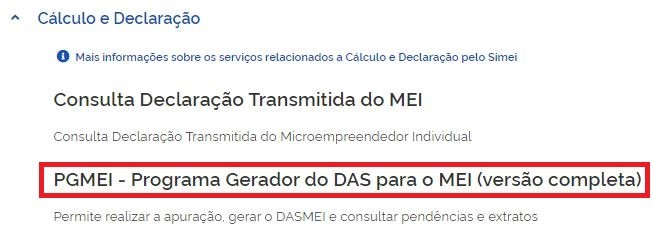 Cálculo e Declaração
Mais informações sobre os serviços relacionados a Cálculo e Declaração pelo Simei
Consulta Declaração Transmitida do MEI
Consulta Declaração Transmitida do Microempreendedor Individual
PGMEI - Programa Gerador do DAS para o MEI (versão completa)
Permite realizar a apuração, gerar o DASMEI e consultar pendências e extratos